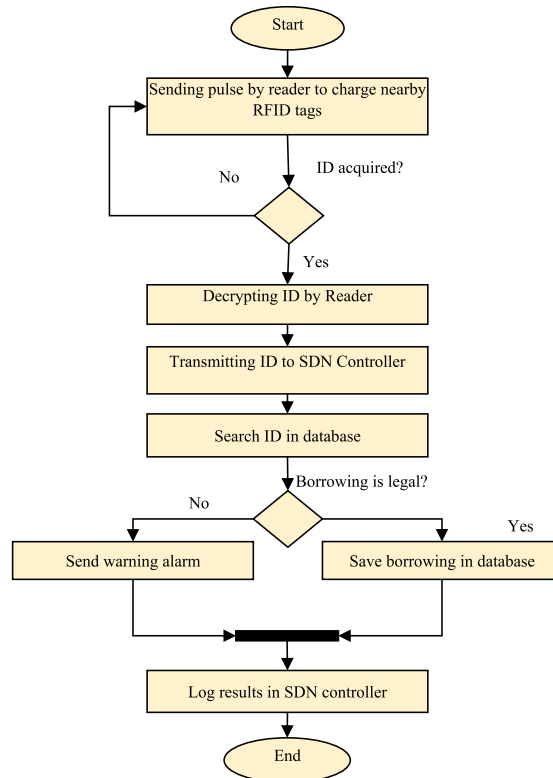 Start
Sending pulse by reader to charge nearby
RFID tags
ID acquired?
No
Yes
Decrypting ID by Reader
Transmitting ID to SDN Controller
Search ID in database
Borrowing is legal?
No
Yes
Send warning alarm
Save borrowing in database
Log results in SDN controller
End